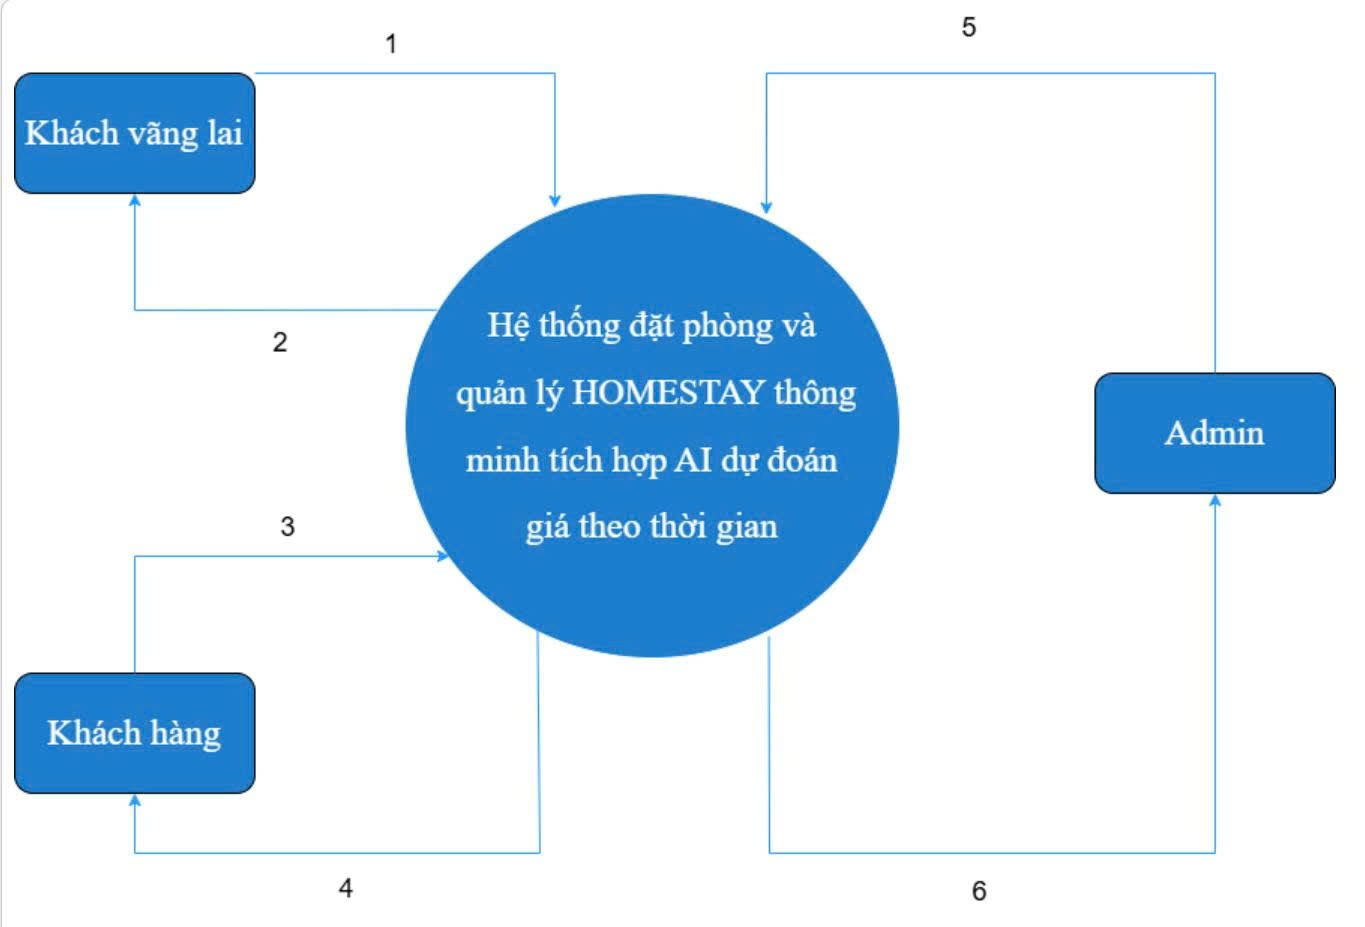 1
5
Khách vãng lai
2
Hệ thống đặt phòng và
quản lý HOMESTAY thông
minh tích hợp AI dự đoán
giá theo thời gian
Admin
3
Khách hàng
4
6